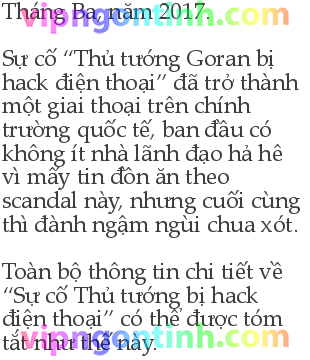 Tháng Ba, năm 2017.
Sự cố “Thủ tướng Goran bị
hack điện thoại” đã trở thành
một giai thoại trên chính
trường quốc tế, ban đầu có
không ít nhà lãnh đạo hả hê
vì mấy tin đồn ăn theo
scandal này, nhưng cuối cùng
thì đành ngậm ngùi chua xót.
Toàn bộ thông tin chi tiết về
“Sự cố Thủ tướng bị hack
điện thoại” có thể được tóm
tắt như thế này.
vipngontinh.com
vipngontinh.com